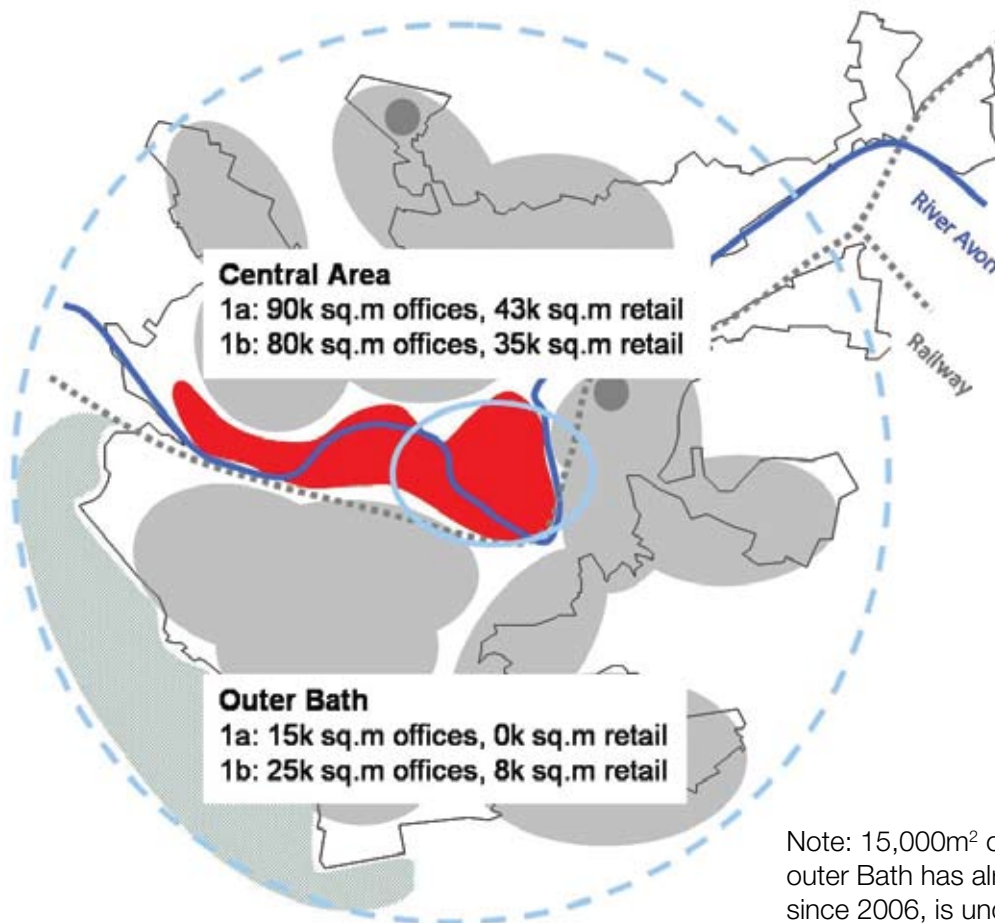 River Avon
Railway
Central Area
1a: 90k sq.m offices, 43k sq.m retail
1b: 80k sq.m offices, 35k sq.m retail
Outer Bath
1a: 15k sq.m offices, 0k sq.m retail
1b: 25k sq.m offices, 8k sq.m retail
Note: 15,000m²
outer Bath has
since 2006, is